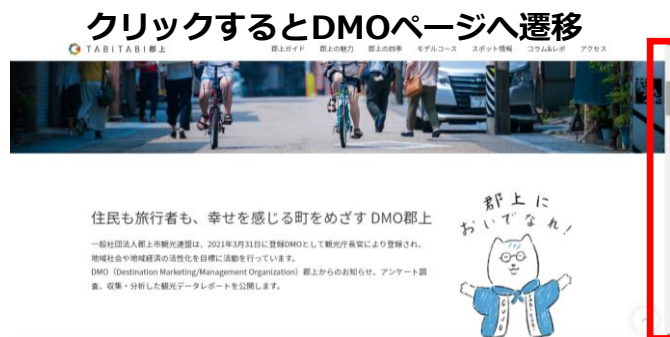 クリックするとDMOページへ遷移
TABITABI郡上 郡上ガイド 郡上の魅力 郡上の四季 モデルコース スポット情報 コラム&レポ アクセス
住民も旅行者も、幸せを感じる町をめざす DMO郡上
一般社団法人郡上市観光連盟は、2021年3月31日に登録DMOとして観光庁長官により登録され、
地域社会や地域経済の活性化を目標に活動を行っています。
DMO（Destination Marketing/Management Organization）郡上からのお知らせ、アンケート調
査、収集・分析した観光データレポートを公開します。
郡上に
おいでなれ！